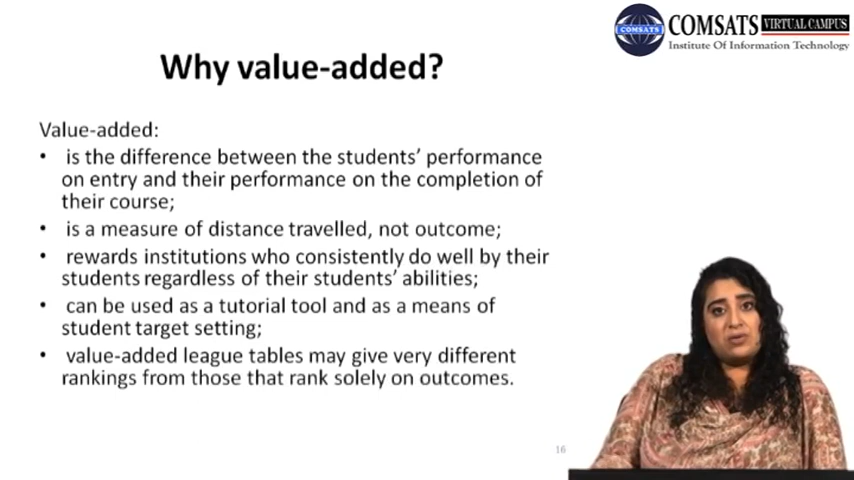 COMSATS
COMSATS VIRTUAL CAMPUS
Institute Of Information Technology
Why value-added?
Value-added:
• is the difference between the students' performance
on entry and their performance on the completion of
their course;
• is a measure of distance travelled, not outcome;
• rewards institutions who consistently do well by their
students regardless of their students' abilities;
• can be used as a tutorial tool and as a means of
student target setting;
• value-added league tables may give very different
rankings from those that rank solely on outcomes.
16